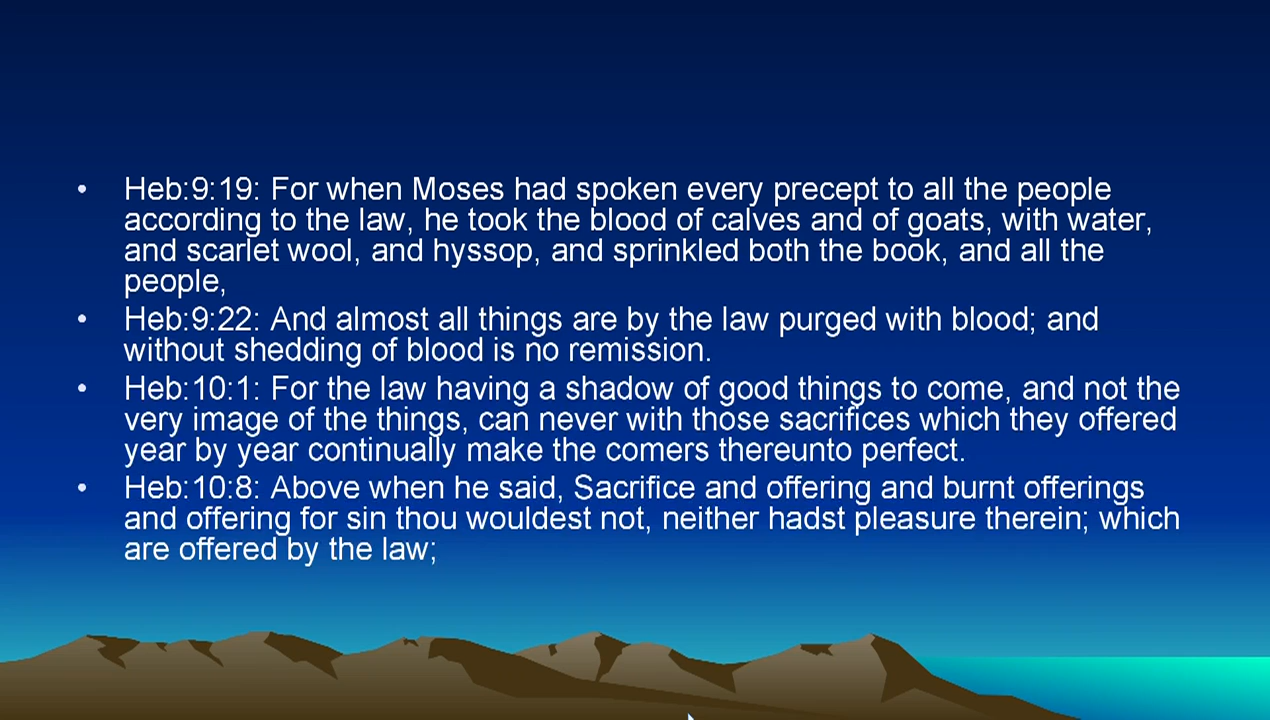 • Heb:9:19: For when Moses had spoken every precept to all the people
according to the law, he took the blood of calves and of goats, with water,
and scarlet wool, and hyssop, and sprinkled both the book, and all the
people,
• Heb:9:22: And almost all things are by the law purged with blood; and
without shedding of blood is no remission.
• Heb:10:1: For the law having a shadow of good things to come, and not the
very image of the things, can never with those sacrifices which they offered
year by year continually make the comers thereunto perfect.
• Heb:10:8: Above when he said, Sacrifice and offering and burnt offerings
and offering for sin thou wouldest not, neither hadst pleasure therein; which
are offered by the law;